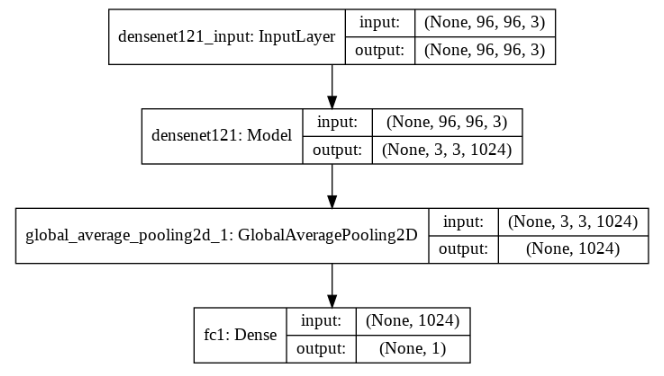 densenet121_input: InputLayer
input: (None, 96, 96, 3)
output: (None, 96, 96, 3)
densenet121: Model
input: (None, 96, 96, 3)
output: (None, 3, 3, 1024)
global_average_pooling2d_1: GlobalAveragePooling2D
input: (None, 3, 3, 1024)
output: (None, 1024)
fc1: Dense
input: (None, 1024)
output: (None, 1)